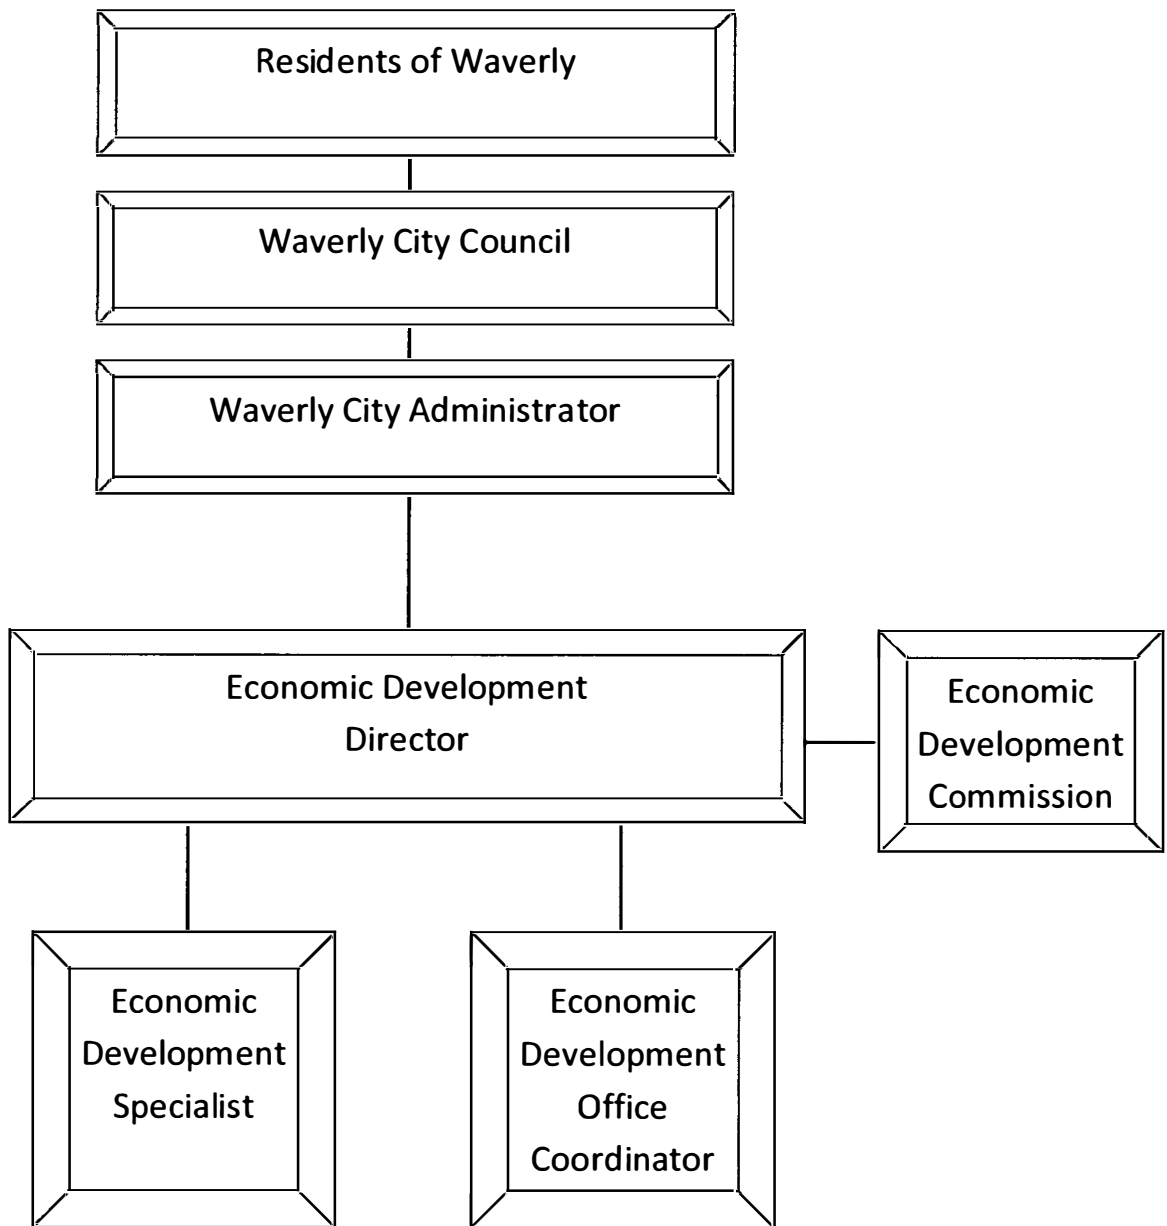 Residents of Waverly
Waverly City Council
Waverly City Administrator
Economic Development
Director
Economic
Development
Commission
Economic
Development
Specialist
Economic
Development
Office
Coordinator